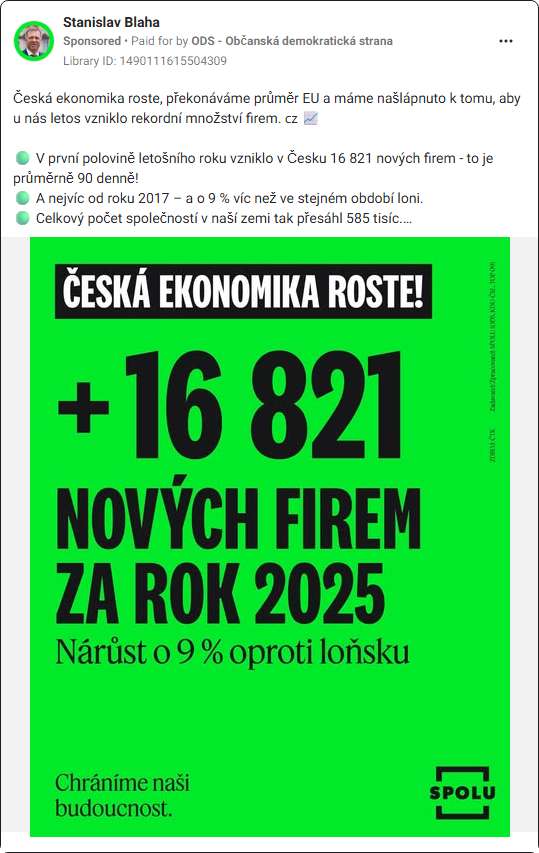 Stanislav Blaha
Sponsored • Paid for by ODS - Občanská demokratická strana
Library ID: 1490111615504309
Česká ekonomika roste, překonáváme průměr EU a máme našlápnuto k tomu, aby
u nás letos vzniklo rekordní množství firem. cz 📈
🟢 V první polovině letošního roku vzniklo v Česku 16 821 nových firem - to je
průměrně 90 denně!
🟢 A nejvíc od roku 2017 – a o 9 % víc než ve stejném období loni.
🟢 Celkový počet společností v naší zemi tak přesáhl 585 tisíc....
ČESKÁ EKONOMIKA ROSTE!
+16 821
NOVÝCH FIREM
ZA ROK 2025
Nárůst o 9 % oproti loňsku
Chráníme naši
budoucnost.
SPOLU
ZDROJ: ČTK